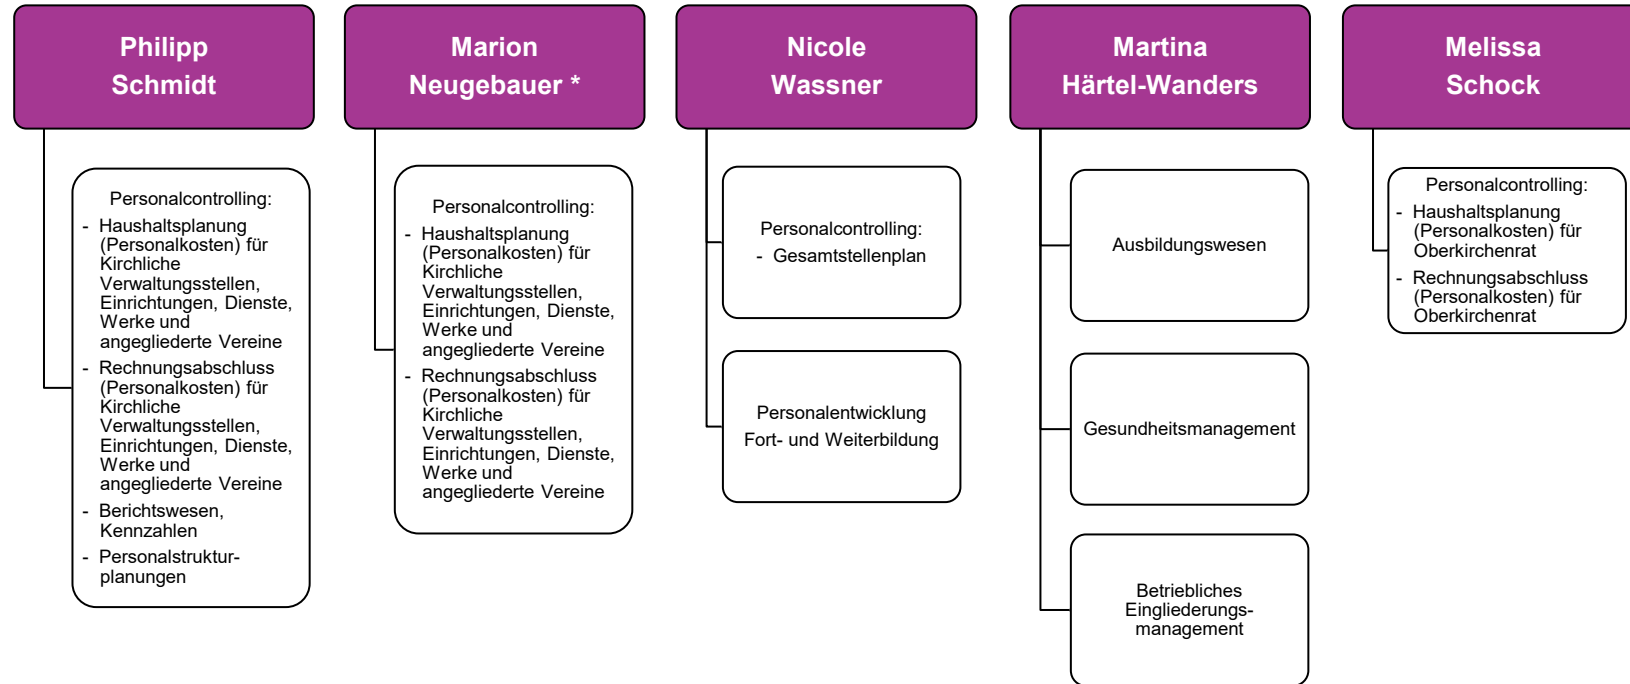 Philipp
Schmidt
Personalcontrolling:
- Haushaltsplanung
(Personalkosten) für
Kirchliche
Verwaltungsstellen,
Einrichtungen, Dienste,
Werke und
angegliederte Vereine
- Rechnungsabschluss
(Personalkosten) für
Kirchliche
Verwaltungsstellen,
Einrichtungen, Dienste,
Werke und
angegliederte Vereine
- Berichtswesen,
Kennzahlen
- Personalstruktur-
planungen
Marion
Neugebauer *
Personalcontrolling:
- Haushaltsplanung
(Personalkosten) für
Kirchliche
Verwaltungsstellen,
Einrichtungen, Dienste,
Werke und
angegliederte Vereine
- Rechnungsabschluss
(Personalkosten) für
Kirchliche
Verwaltungsstellen,
Einrichtungen, Dienste,
Werke und
angegliederte Vereine
Nicole
Wassner
Personalcontrolling:
- Gesamtstellenplan
Personalentwicklung
Fort- und Weiterbildung
Martina
Härtel-Wanders
Ausbildungswesen
Gesundheitsmanagement
Betriebliches
Eingliederungs-
management
Melissa
Schock
Personalcontrolling:
- Haushaltsplanung
(Personalkosten) für
Oberkirchenrat
- Rechnungsabschluss
(Personalkosten) für
Oberkirchenrat